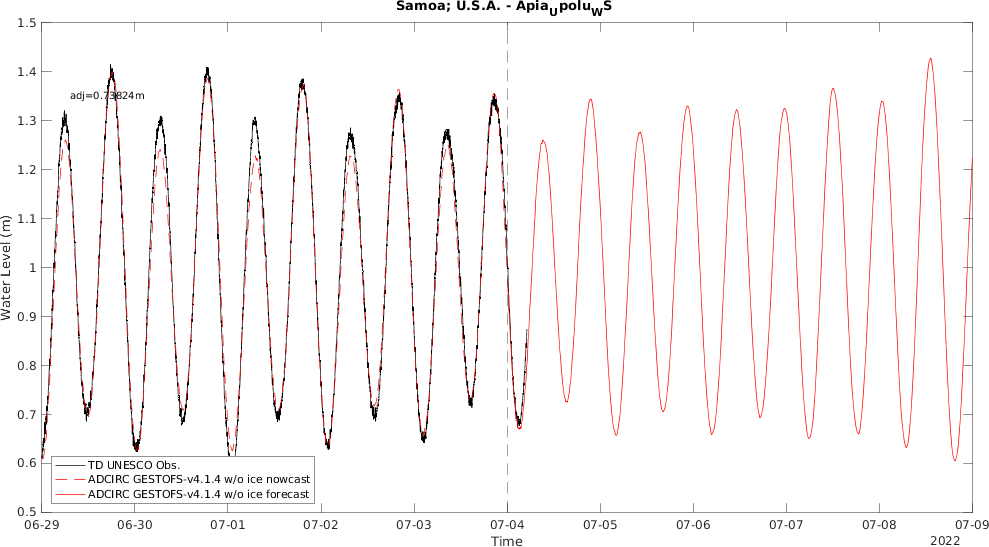 Samoa; U.S.A. - Apia_Upolu_WS
1.5
1.4
1.3
1.2
1.1
1
0.9
0.8
0.7
0.6
0.5
Water Level (m)
adj=0.73824m
TD UNESCO Obs.
ADCIRC GESTOFS-v4.1.4 w/o ice nowcast
ADCIRC GESTOFS-v4.1.4 w/o ice forecast
06-29 06-30 07-01 07-02 07-03 07-04 07-05 07-06 07-07 07-08 07-09
Time
2022